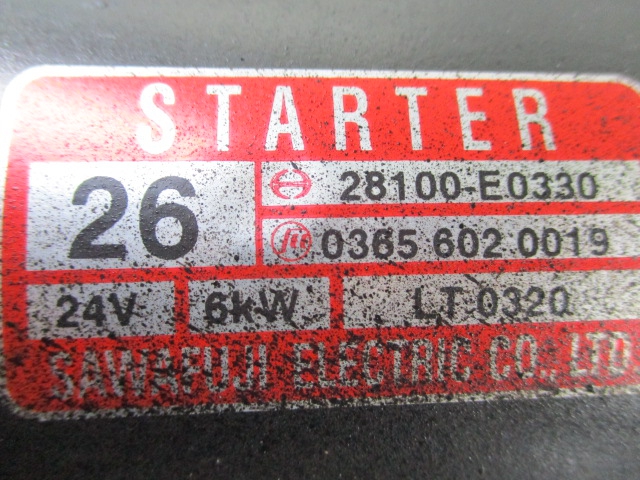 STARTER
26
28100-E0330
0365 602 0019
24V 6kW LT 0320
SAWAFUJI ELECTRIC CO., LTD